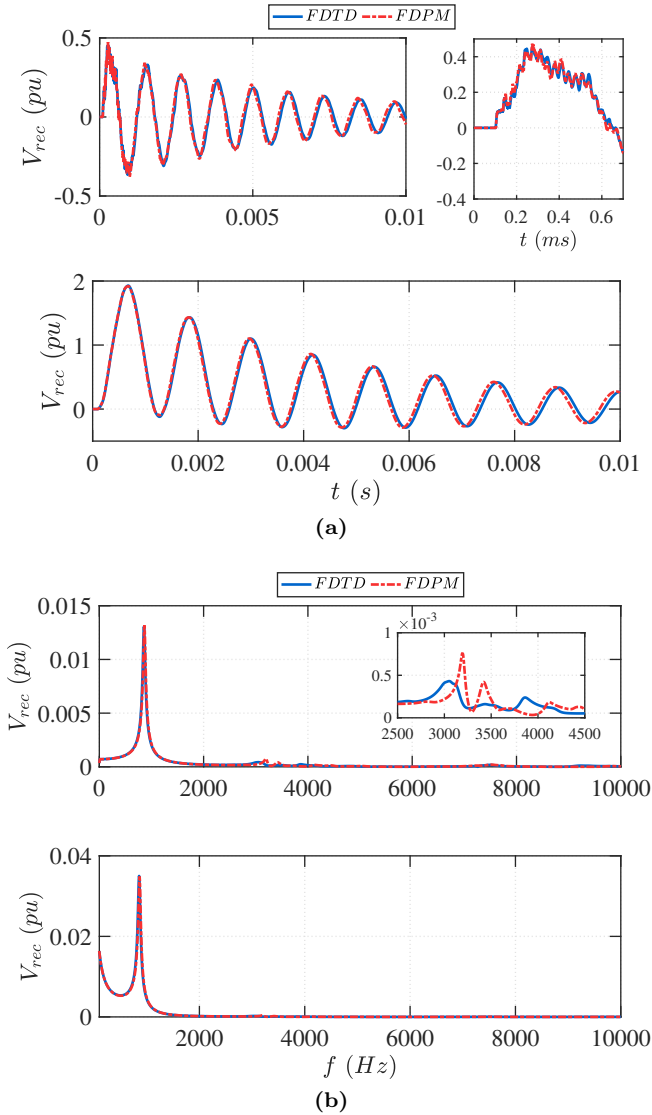 FDTD FDPM
0.5
0
-0.5
V_rec (pu)
0 0.005 0.01
0.4
0.2
0
-0.2
-0.4
0 0.2 0.4 0.6
t (ms)
2
1
0
V_rec (pu)
0 0.002 0.004 0.006 0.008 0.01
t (s)
(a)
FDTD FDPM
0.015
0.01
0.005
0
V_rec (pu)
×10^-3
1
0.5
0
2500 3000 3500 4000 4500
0 2000 4000 6000 8000 10000
0.04
0.02
0
V_rec (pu)
2000 4000 6000 8000 10000
f (Hz)
(b)